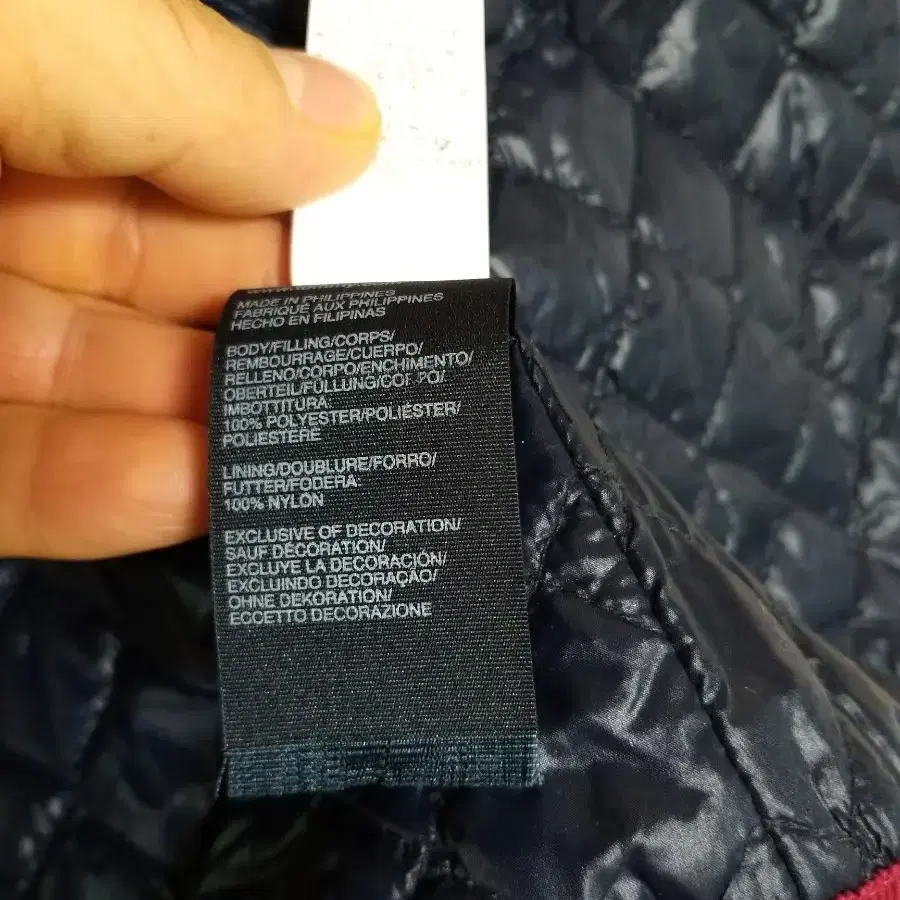 MADE IN PHILIPPINES
FABRIQUÉ AUX PHILIPPINES
HECHO EN FILIPINAS
BODY/FILLING/CORPS/
REMBOURRAGE/CUERPO/
RELLENO/CORPO/ENCHIMENTO/
OBERTEIL/FÜLLUNG/CORPO/
IMBOTTITURA:
100% POLYESTER/POLIÉSTER/
POLIESTERE
LINING/DOUBLURE/FORRO/
FUTTER/FODERA:
100% NYLON
EXCLUSIVE OF DECORATION/
SAUF DÉCORATION/
EXCLUYE LA DECORACIÓN/
EXCLUINDO DECORAÇÃO/
OHNE DEKORATION/
ECCETTO DECORAZIONE